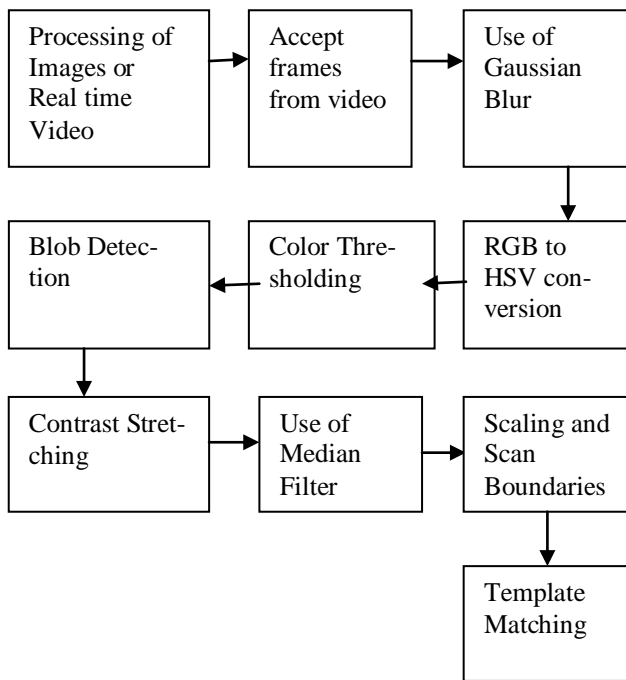 Processing of
Images or
Real time
Video
Accept
frames
from video
Use of
Gaussian
Blur
RGB to
HSV con-
version
Color Thre-
sholding
Blob Detec-
tion
Contrast Stret-
ching
Use of
Median
Filter
Scaling and
Scan
Boundaries
Template
Matching